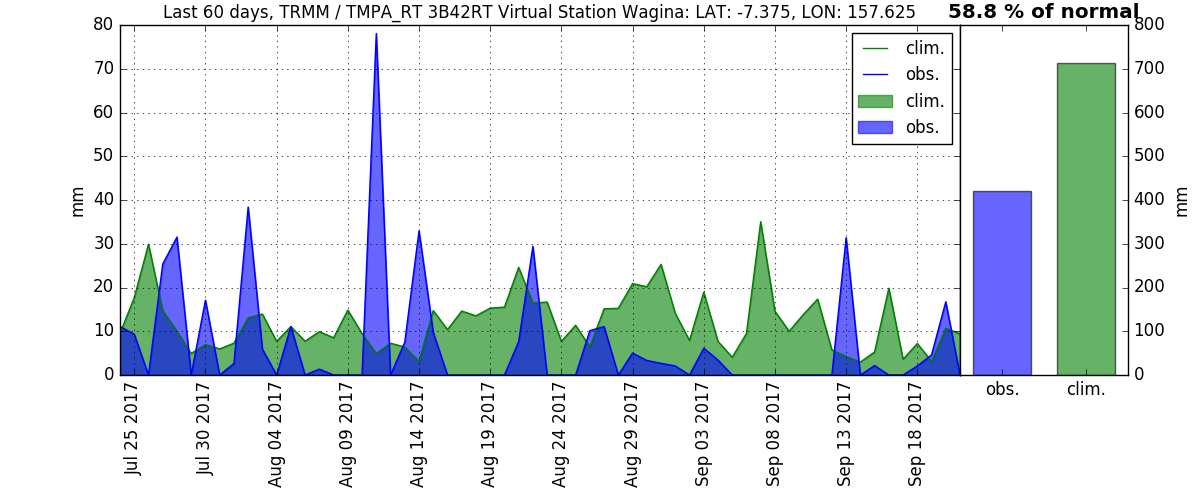 Last 60 days, TRMM / TMPA_RT 3B42RT Virtual Station Wagina: LAT: -7.375, LON: 157.625
58.8 % of normal
80
70
60
50
40
30
20
10
0
mm
clim.
obs.
clim.
obs.
800
700
600
500
400
300
200
100
0
mm
obs.
clim.
Jul 25 2017
Jul 30 2017
Aug 04 2017
Aug 09 2017
Aug 14 2017
Aug 19 2017
Aug 24 2017
Aug 29 2017
Sep 03 2017
Sep 08 2017
Sep 13 2017
Sep 18 2017